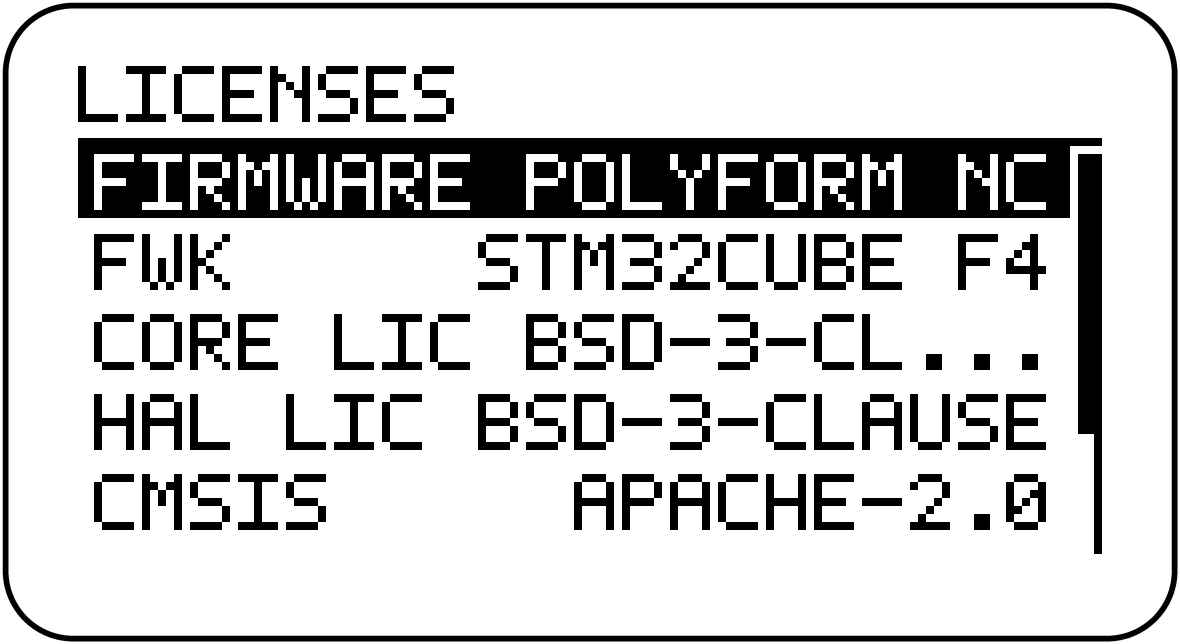 LICENSES
FIRMWARE POLYFORM NC
FWK STM32CUBE F4
CORE LIC BSD-3-CL...
HAL LIC BSD-3-CLAUSE
CMSIS APACHE-2.0